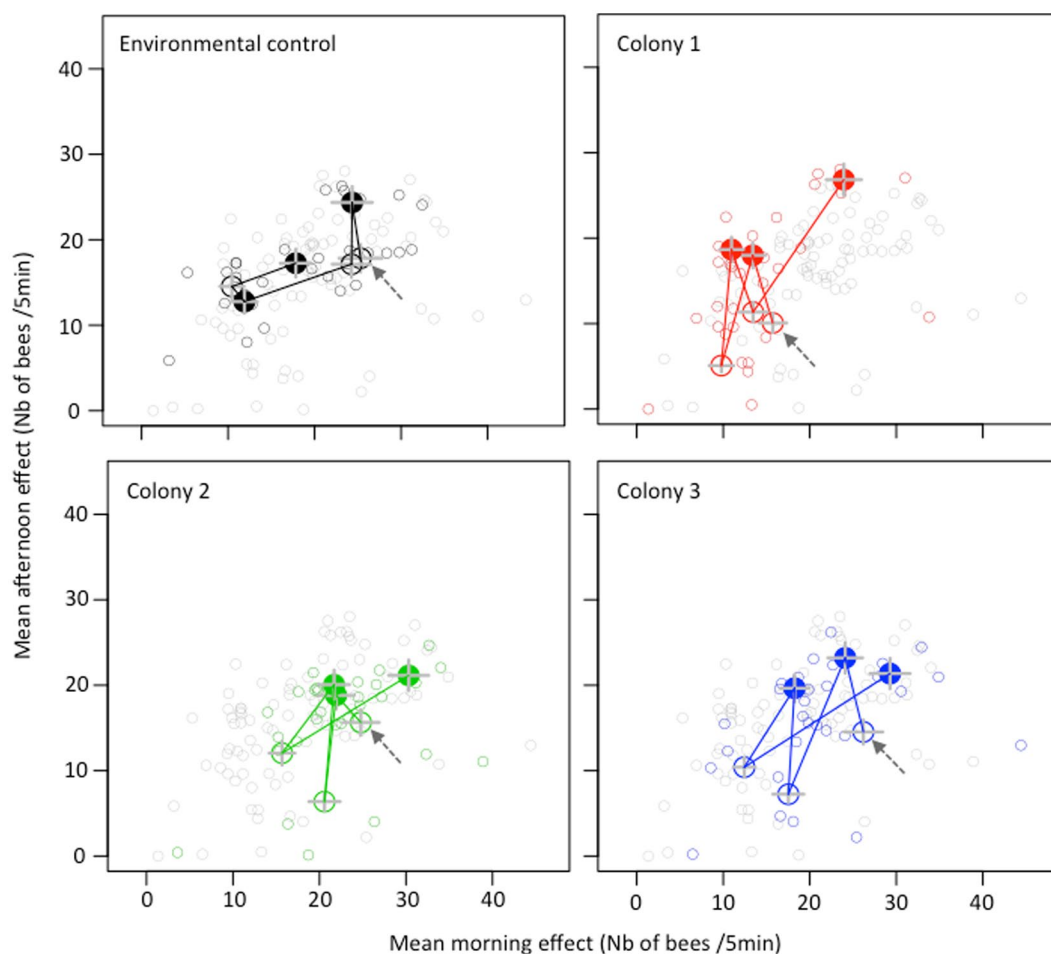 Environmental control
Colony 1
40
30
20
10
0
Mean afternoon effect (Nb of bees /5min)
Colony 2
Colony 3
40
30
20
10
0
0 10 20 30 40
0 10 20 30 40
Mean morning effect (Nb of bees /5min)